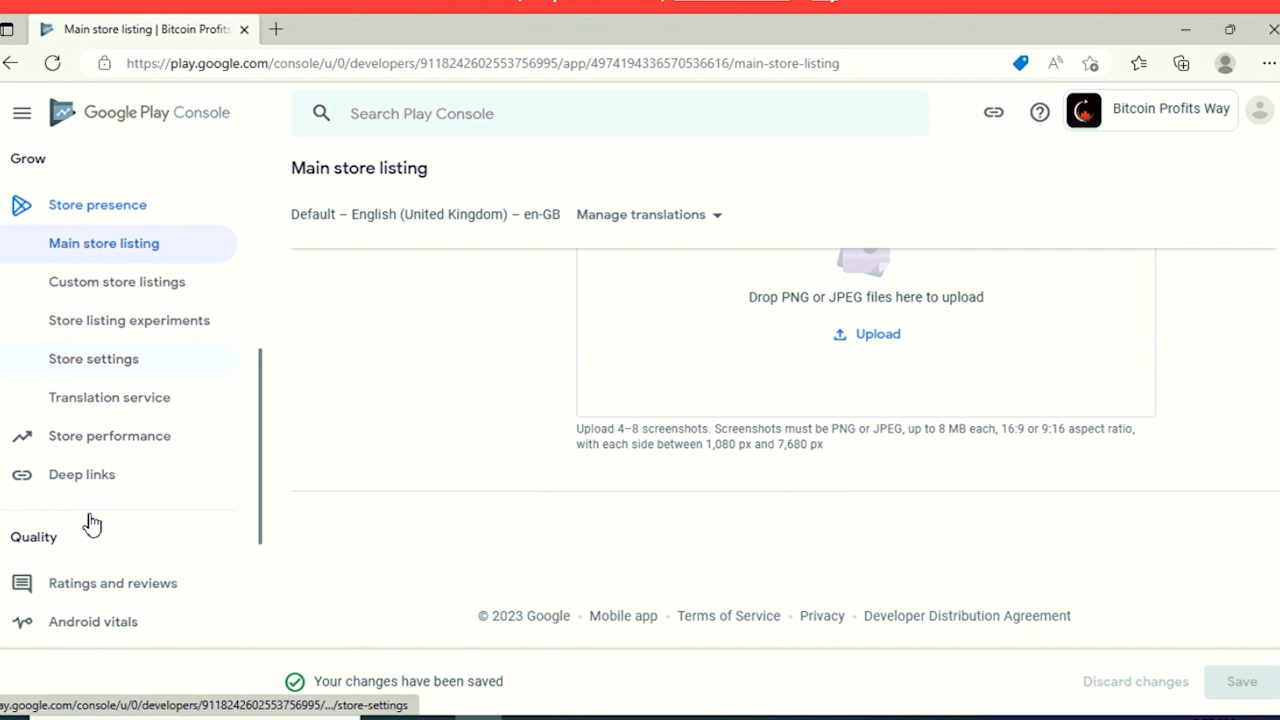 Main store listing | Bitcoin Profits
https://play.google.com/console/u/0/developers/9118242602553756995/app/4974194336570536616/main-store-listing
Google Play Console
Search Play Console
Bitcoin Profits Way
Grow
Store presence
Main store listing
Custom store listings
Store listing experiments
Store settings
Translation service
Store performance
Deep links
Quality
Ratings and reviews
Android vitals
Main store listing
Default – English (United Kingdom) – en-GB Manage translations
Drop PNG or JPEG files here to upload
Upload
Upload 4–8 screenshots. Screenshots must be PNG or JPEG, up to 8 MB each, 16:9 or 9:16 aspect ratio,
with each side between 1,080 px and 7,680 px
© 2023 Google · Mobile app · Terms of Service · Privacy · Developer Distribution Agreement
Your changes have been saved
Discard changes Save
ay.google.com/console/u/0/developers/9118242602553756995/.../store-settings